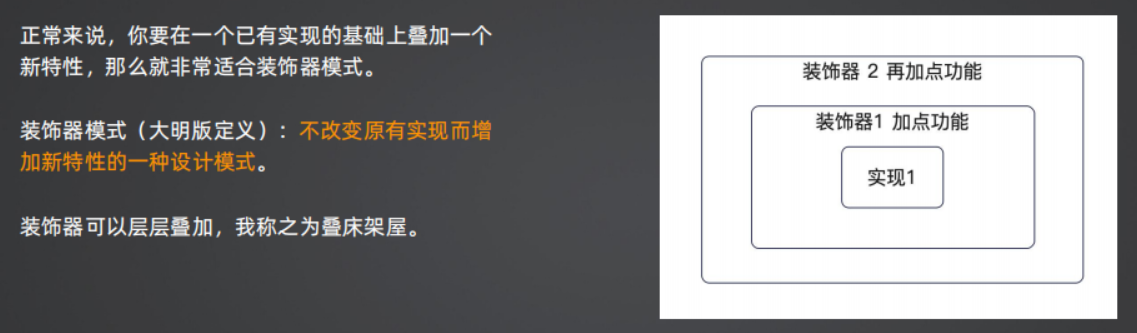 正常来说，你要在一个已有实现的基础上叠加一个
新特性，那么就非常适合装饰器模式。
装饰器模式（大明版定义）：不改变原有实现而增
加新特性的一种设计模式。
装饰器可以层层叠加，我称之为叠床架屋。
装饰器 2 再加点功能
装饰器1 加点功能
实现1